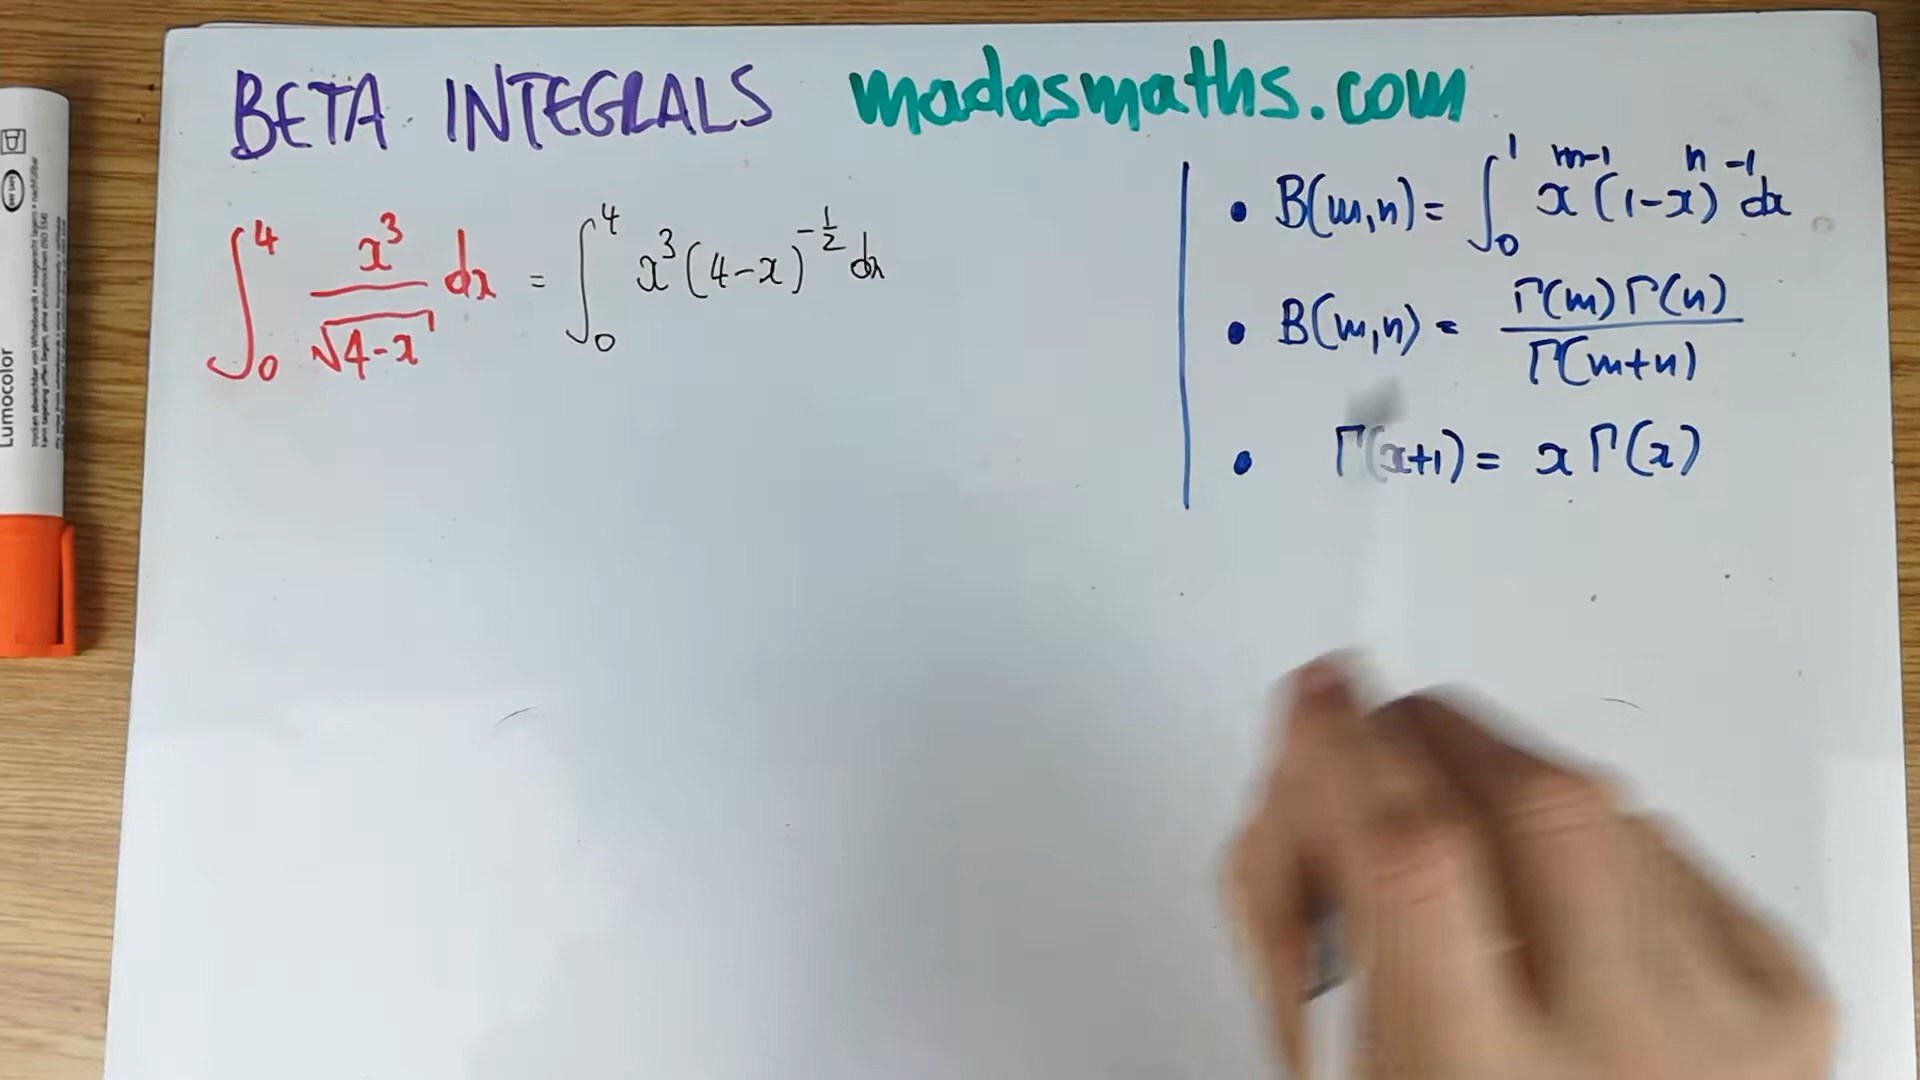 BETA INTEGRALS madasmaths.com
∫₀⁴ x³/√(4-x) dx = ∫₀⁴ x³(4-x)^(-1/2) dx
• B(m,n) = ∫₀¹ x^(m-1) (1-x)^(n-1) dx
• B(m,n) = Γ(m)Γ(n)/Γ(m+n)
• Γ(x+1) = x Γ(x)
Lumocolor